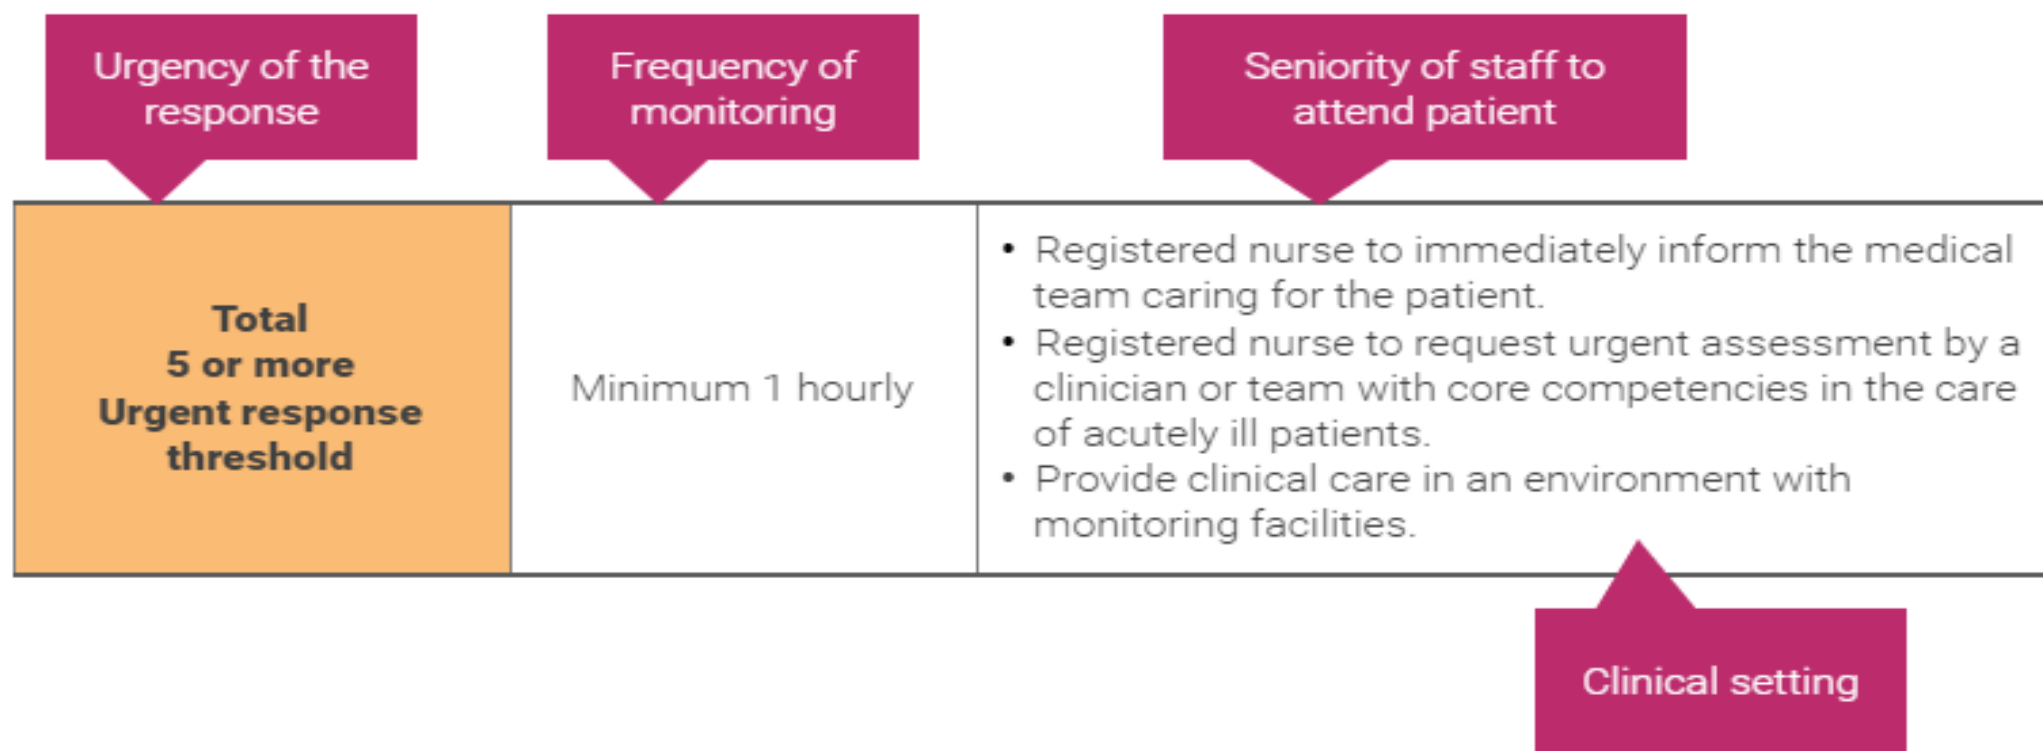 Urgency of the
response
Frequency of
monitoring
Seniority of staff to
attend patient
Total
5 or more
Urgent response
threshold
Minimum 1 hourly
• Registered nurse to immediately inform the medical
team caring for the patient.
• Registered nurse to request urgent assessment by a
clinician or team with core competencies in the care
of acutely ill patients.
• Provide clinical care in an environment with
monitoring facilities.
Clinical setting